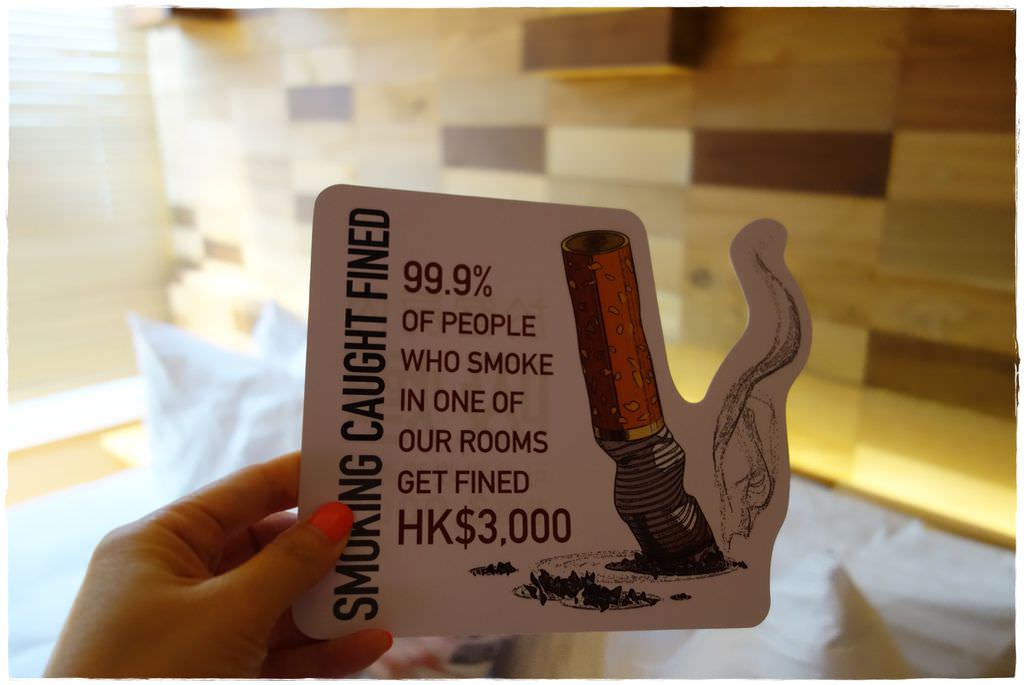 SMOKING CAUGHT FINED
99.9%
OF PEOPLE
WHO SMOKE
IN ONE OF
OUR ROOMS
GET FINED
HK$3,000